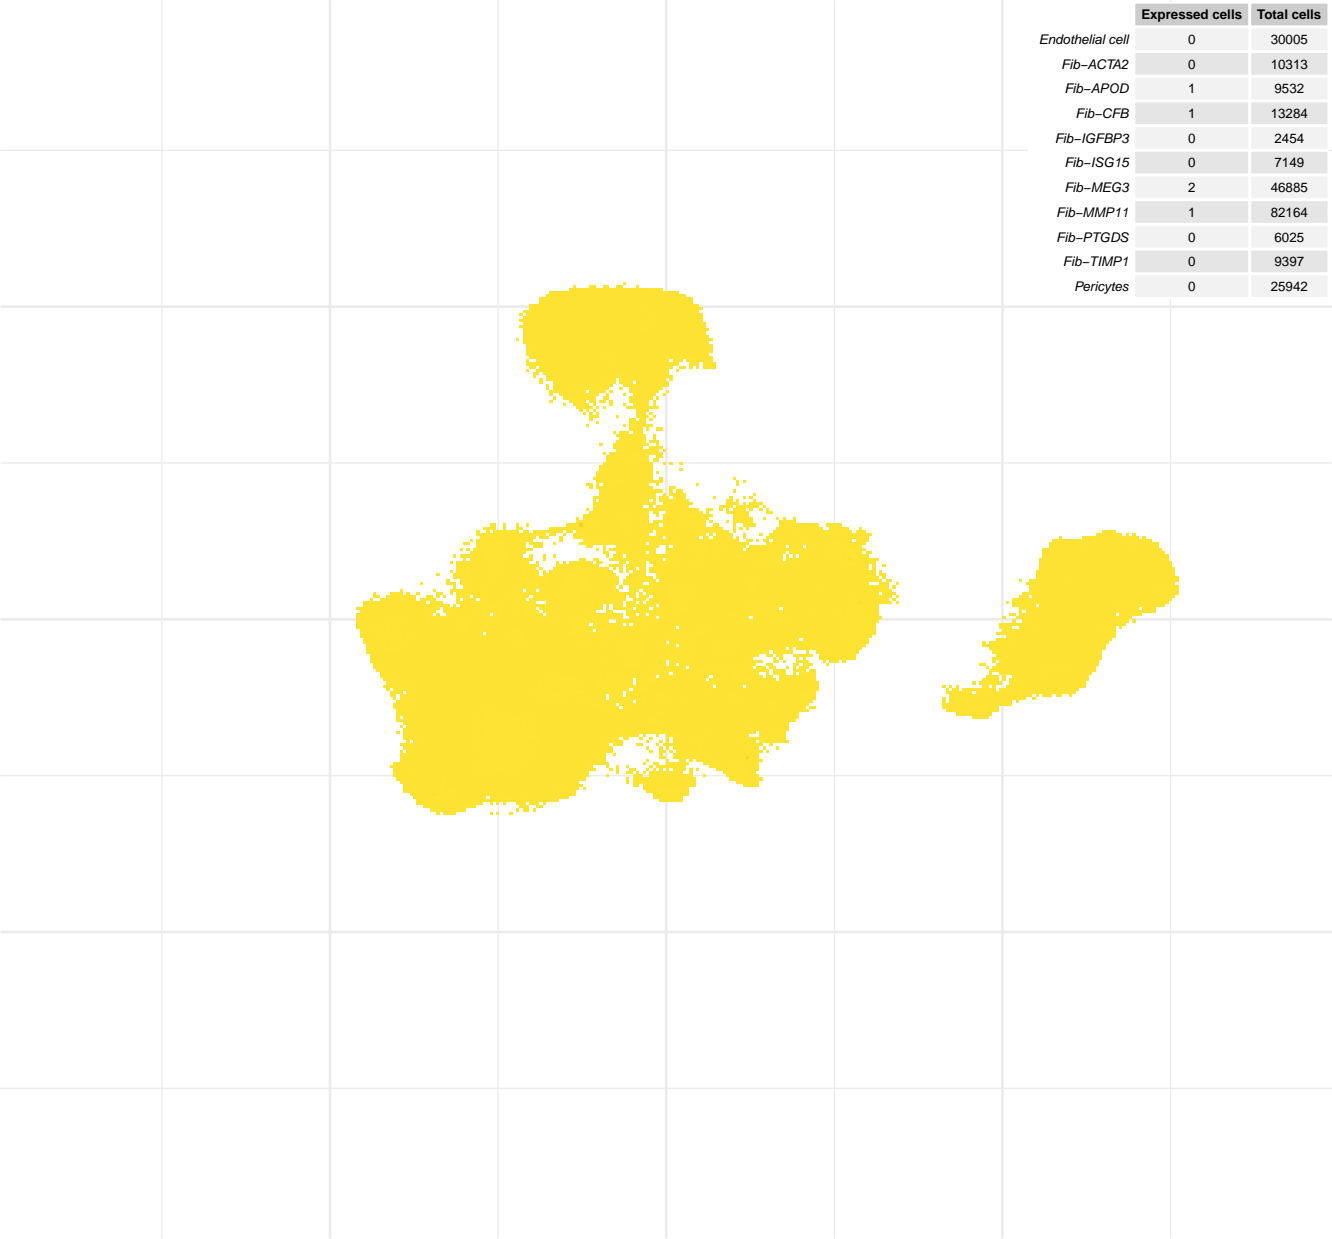 Expressed cells Total cells
Endothelial cell 0 30005
Fib−ACTA2 0 10313
Fib−APOD 1 9532
Fib−CFB 1 13284
Fib−IGFBP3 0 2454
Fib−ISG15 0 7149
Fib−MEG3 2 46885
Fib−MMP11 1 82164
Fib−PTGDS 0 6025
Fib−TIMP1 0 9397
Pericytes 0 25942